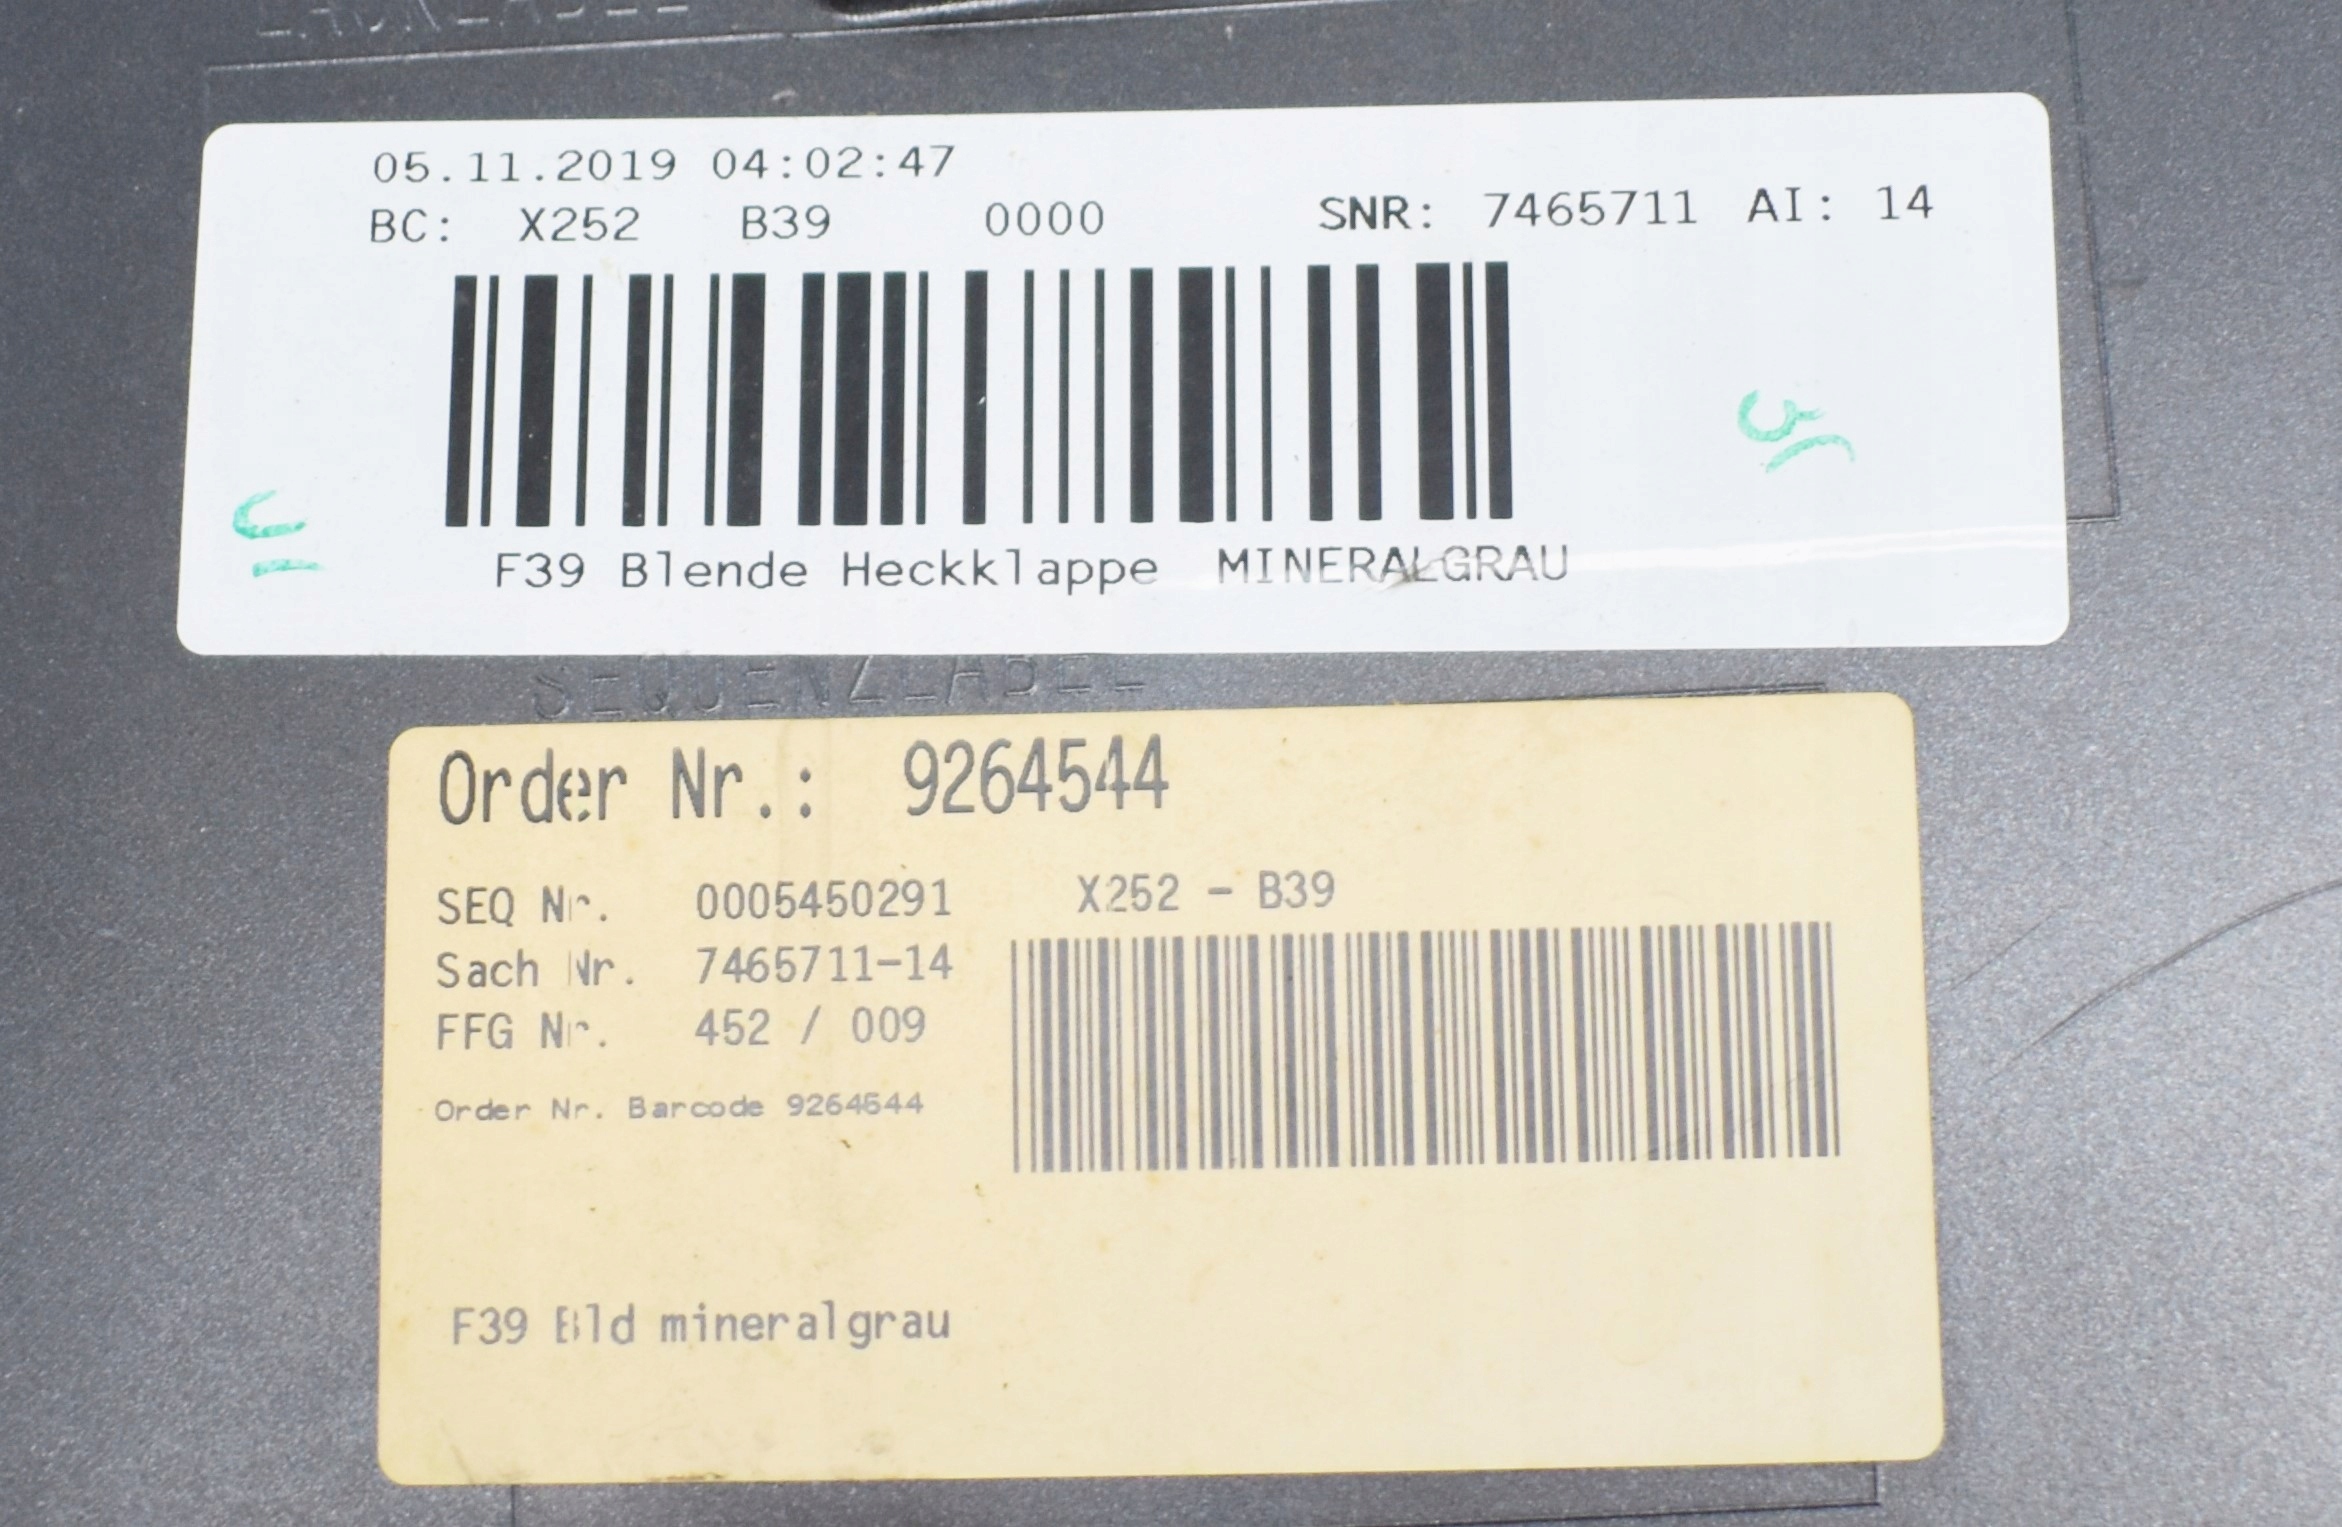 LACKLABEL
05.11.2019 04:02:47
BC: X252 B39 0000 SNR: 7465711 AI: 14
F39 Blende Heckklappe MINERALGRAU
SEQUENZLABEL
Order Nr.: 9264544
SEQ Nr. 0005450291 X252 - B39
Sach Nr. 7465711-14
FFG Nr. 452 / 009
Order Nr. Barcode 9264544
F39 Bld mineralgrau